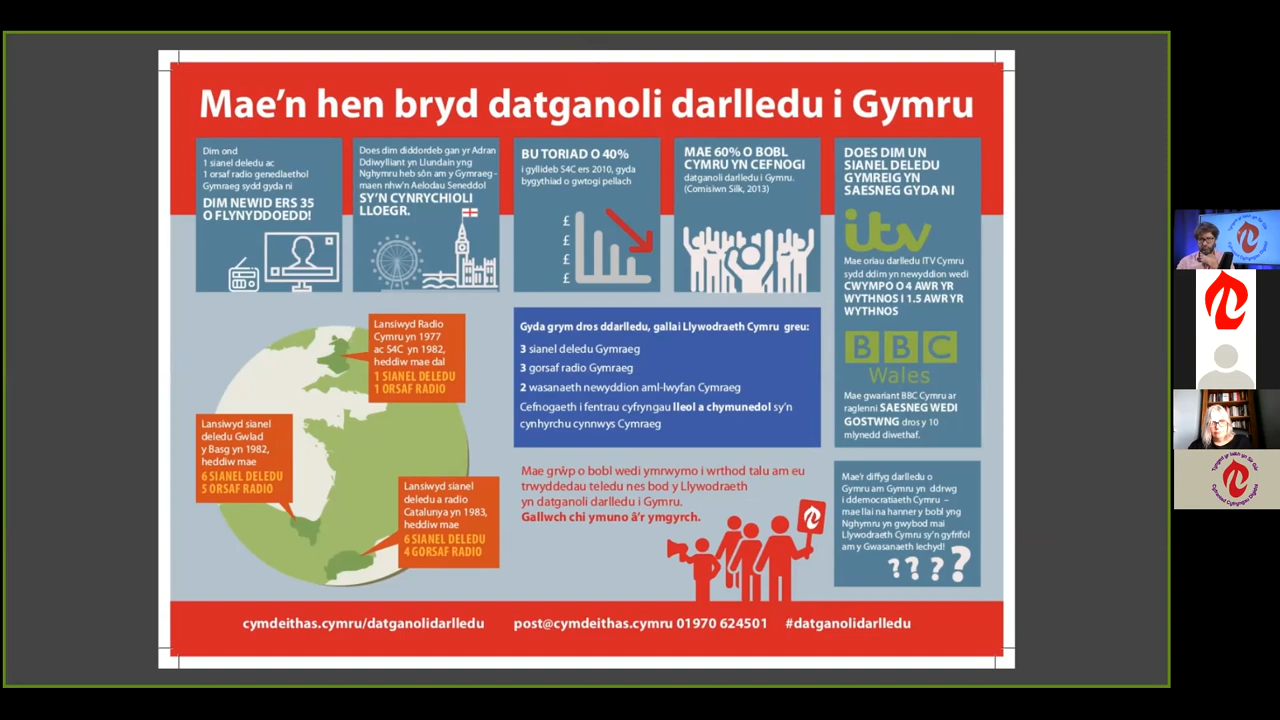 Mae'n hen bryd datganoli darlledu i Gymru
Dim ond
1 sianel deledu ac
1 orsaf radio genedlaethol
Gymraeg sydd gyda ni
DIM NEWID ERS 35
O FLYNYDDOEDD!
Does dim diddordeb gan yr Adran
Ddiwylliant yn Llundain yng
Nghymru heb sôn am y Gymraeg -
maen nhw'n Aelodau Seneddol
SY'N CYNRYCHIOLI
LLOEGR.
BU TORIAD O 40%
i gyllideb S4C ers 2010, gyda
bygythiad o gwtogi pellach
£
£
£
£
MAE 60% O BOBL
CYMRU YN CEFNOGI
datganoli darlledu i Gymru.
(Comisiwn Silk, 2013)
DOES DIM UN
SIANEL DELEDU
GYMREIG YN
SAESNEG GYDA NI
itv
Mae oriau darlledu ITV Cymru
sydd ddim yn newyddion wedi
CWYMPO O 4 AWR YR
WYTHNOS I 1.5 AWR YR
WYTHNOS
BBC
Wales
Mae gwariant BBC Cymru ar
raglenni SAESNEG WEDI
GOSTWNG dros y 10
mlynedd diwethaf.
Lansiwyd Radio
Cymru yn 1977
ac S4C yn 1982,
heddiw mae dal
1 SIANEL DELEDU
1 ORSAF RADIO
Lansiwyd sianel
deledu Gwlad
y Basg yn 1982,
heddiw mae
6 SIANEL DELEDU
5 ORSAF RADIO
Lansiwyd sianel
deledu a radio
Catalunya yn 1983,
heddiw mae
6 SIANEL DELEDU
4 GORSAF RADIO
Gyda grym dros ddarlledu, gallai Llywodraeth Cymru greu:
3 sianel deledu Gymraeg
3 gorsaf radio Gymraeg
2 wasanaeth newyddion aml-lwyfan Cymraeg
Cefnogaeth i fentrau cyfryngau lleol a chymunedol sy'n
cynhyrchu cynnwys Cymraeg
Mae grŵp o bobl wedi ymrwymo i wrthod talu am eu
trwyddedau teledu nes bod y Llywodraeth
yn datganoli darlledu i Gymru.
Gallwch chi ymuno â'r ymgyrch.
Mae'r diffyg darlledu o
Gymru am Gymru yn ddrwg
i ddemocratiaeth Cymru –
mae llai na hanner y bobl yng
Nghymru yn gwybod mai
Llywodraeth Cymru sy'n gyfrifol
am y Gwasanaeth Iechyd!
? ? ? ?
cymdeithas.cymru/datganolidarlledu post@cymdeithas.cymru 01970 624501 #datganolidarlledu